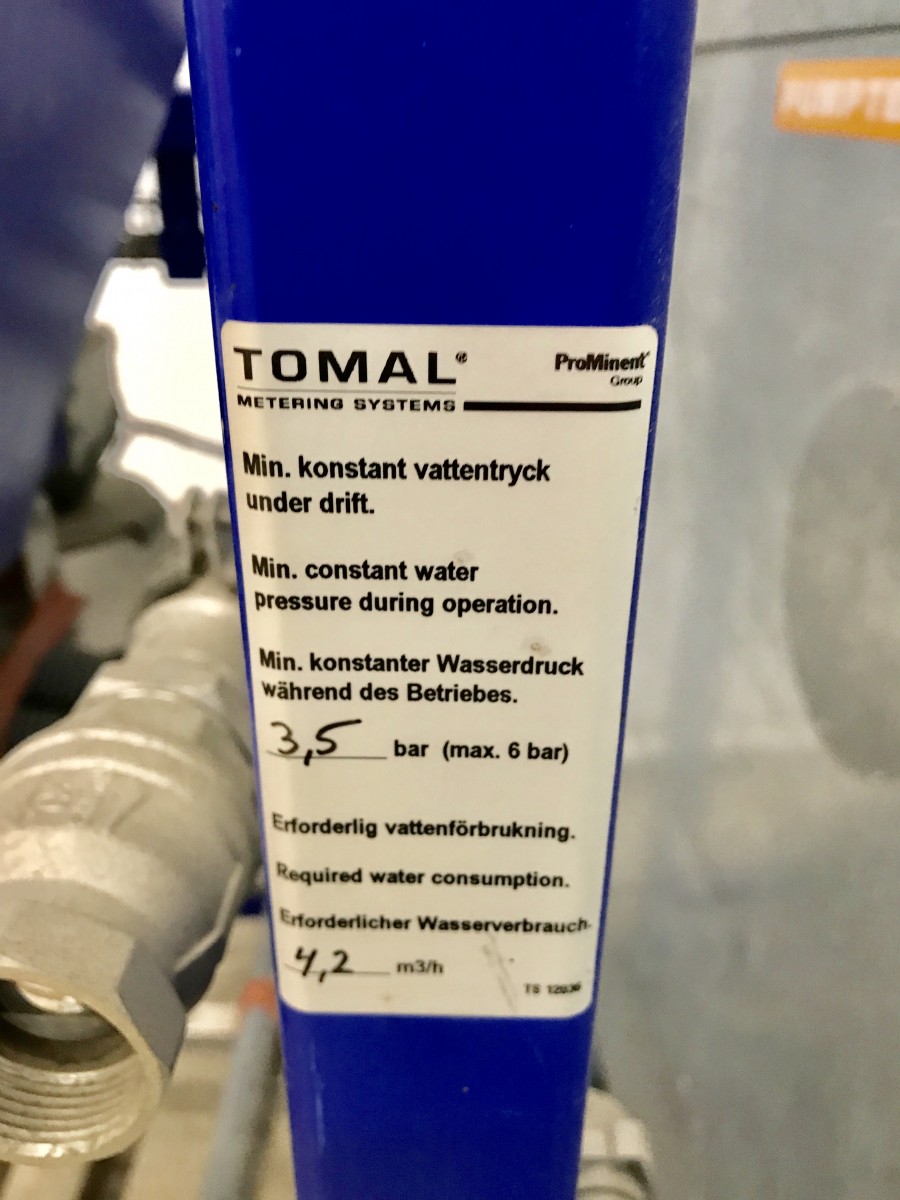 TOMAL®
ProMinent®
Group
METERING SYSTEMS
Min. konstant vattentryck
under drift.
Min. constant water
pressure during operation.
Min. konstanter Wasserdruck
während des Betriebes.
3,5 bar (max. 6 bar)
Erforderlig vattenförbrukning.
Required water consumption.
Erforderlicher Wasserverbrauch.
4,2 m3/h
TS